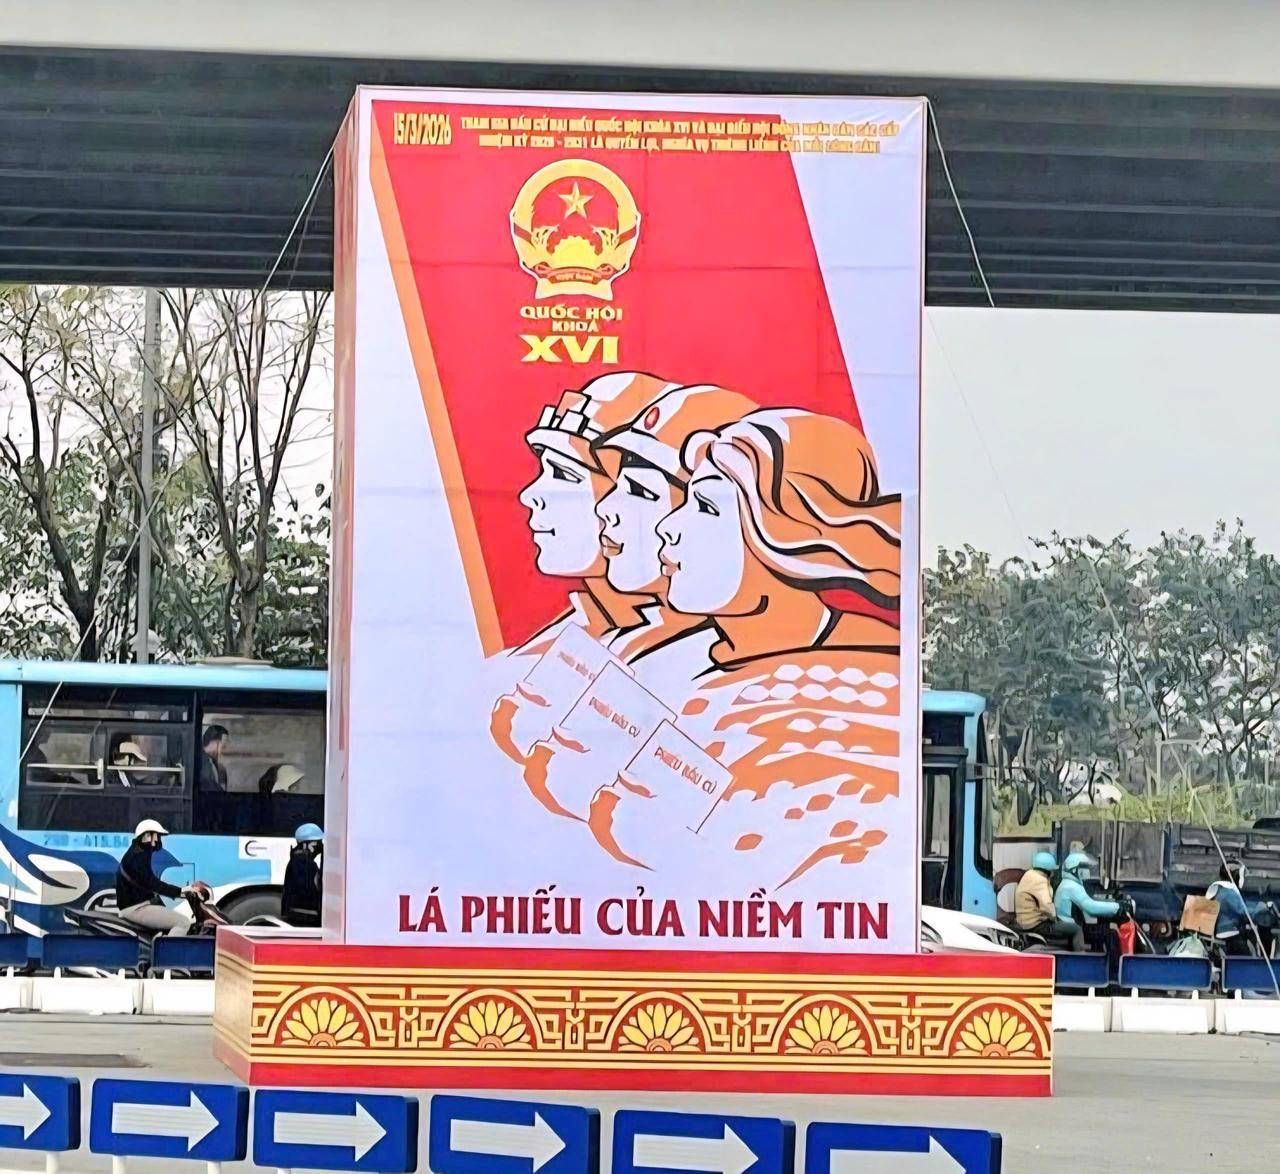 15/3/2026
THAM GIA BẦU CỬ ĐẠI BIỂU QUỐC HỘI KHÓA XVI VÀ ĐẠI BIỂU HỘI ĐỒNG NHÂN DÂN CÁC CẤP
NHIỆM KỲ 2026 - 2031 LÀ QUYỀN LỢI, NGHĨA VỤ THIÊNG LIÊNG CỦA MỖI CÔNG DÂN!
VIỆT NAM
QUỐC HỘI
KHOÁ
XVI
PHIẾU BẦU CỬ
PHIẾU BẦU CỬ
PHIẾU BẦU CỬ
LÁ PHIẾU CỦA NIỀM TIN